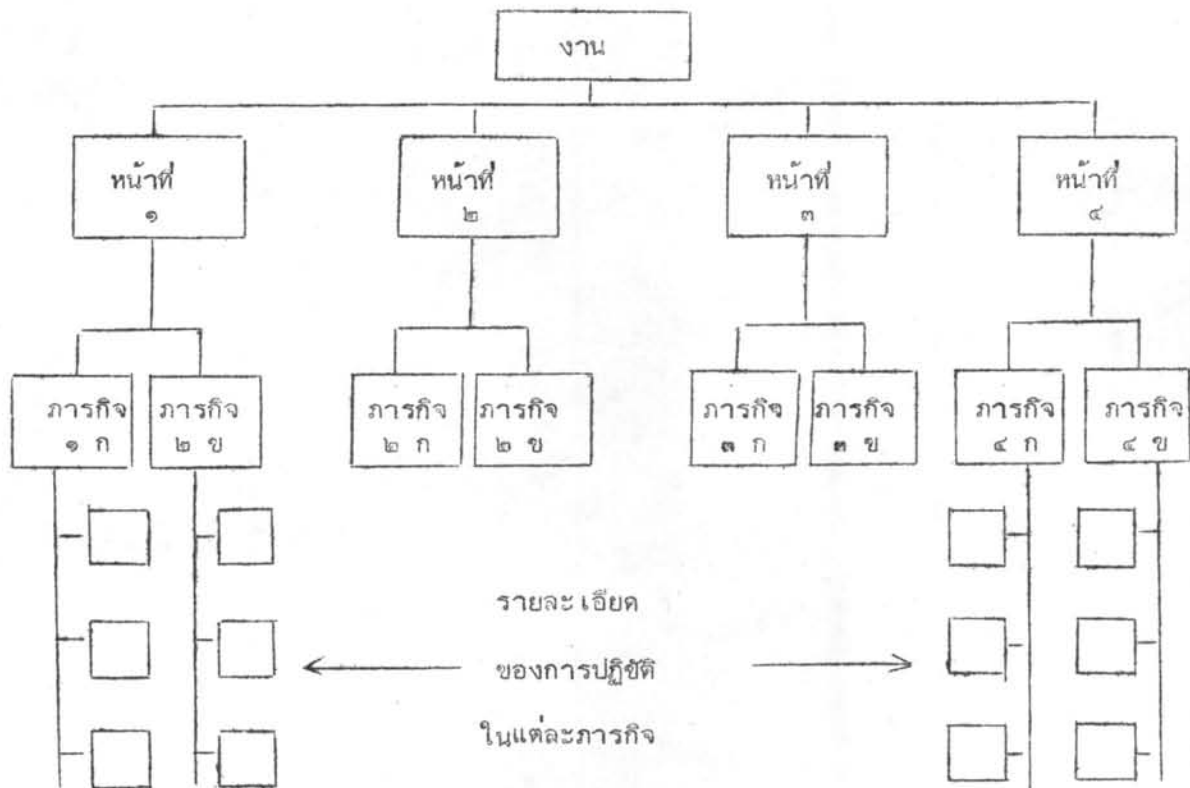 งาน
หน้าที่
๑
หน้าที่
๒
หน้าที่
๓
หน้าที่
๔
ภารกิจ
๑ ก
ภารกิจ
๒ ข
ภารกิจ
๒ ก
ภารกิจ
๒ ข
ภารกิจ
๓ ก
ภารกิจ
๓ ข
ภารกิจ
๔ ก
ภารกิจ
๔ ข
รายละเอียด
ของการปฏิบัติ
ในแต่ละภารกิจ